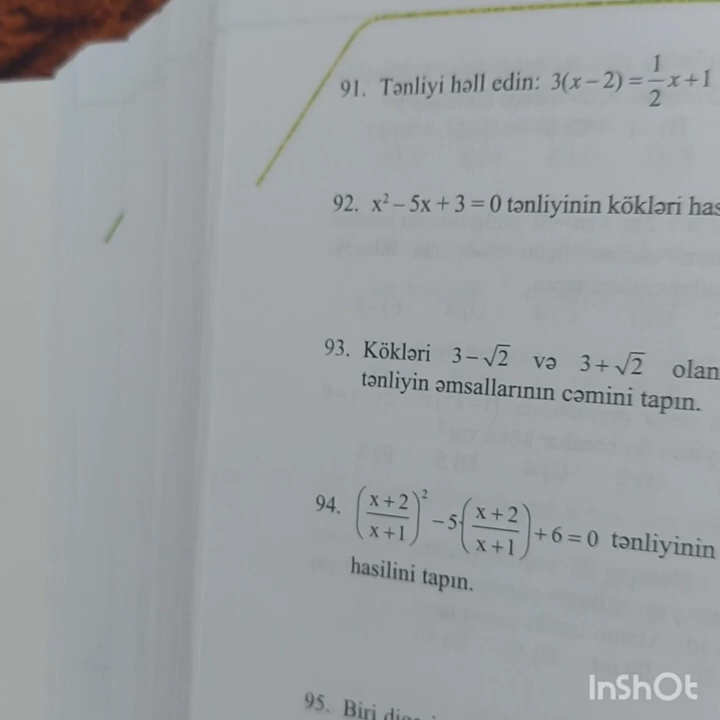 91. Tənliyi həll edin: 3(x−2)=1/2x+1
92. x²−5x+3=0 tənliyinin kökləri
93. Kökləri 3−√2 və 3+√2 olan
tənliyin əmsallarının cəmini tapın.
94. ((x+2)/(x+1))²−5·((x+2)/(x+1))+6=0 tənliyinin
hasilini tapın.
95. Biri
InShOt